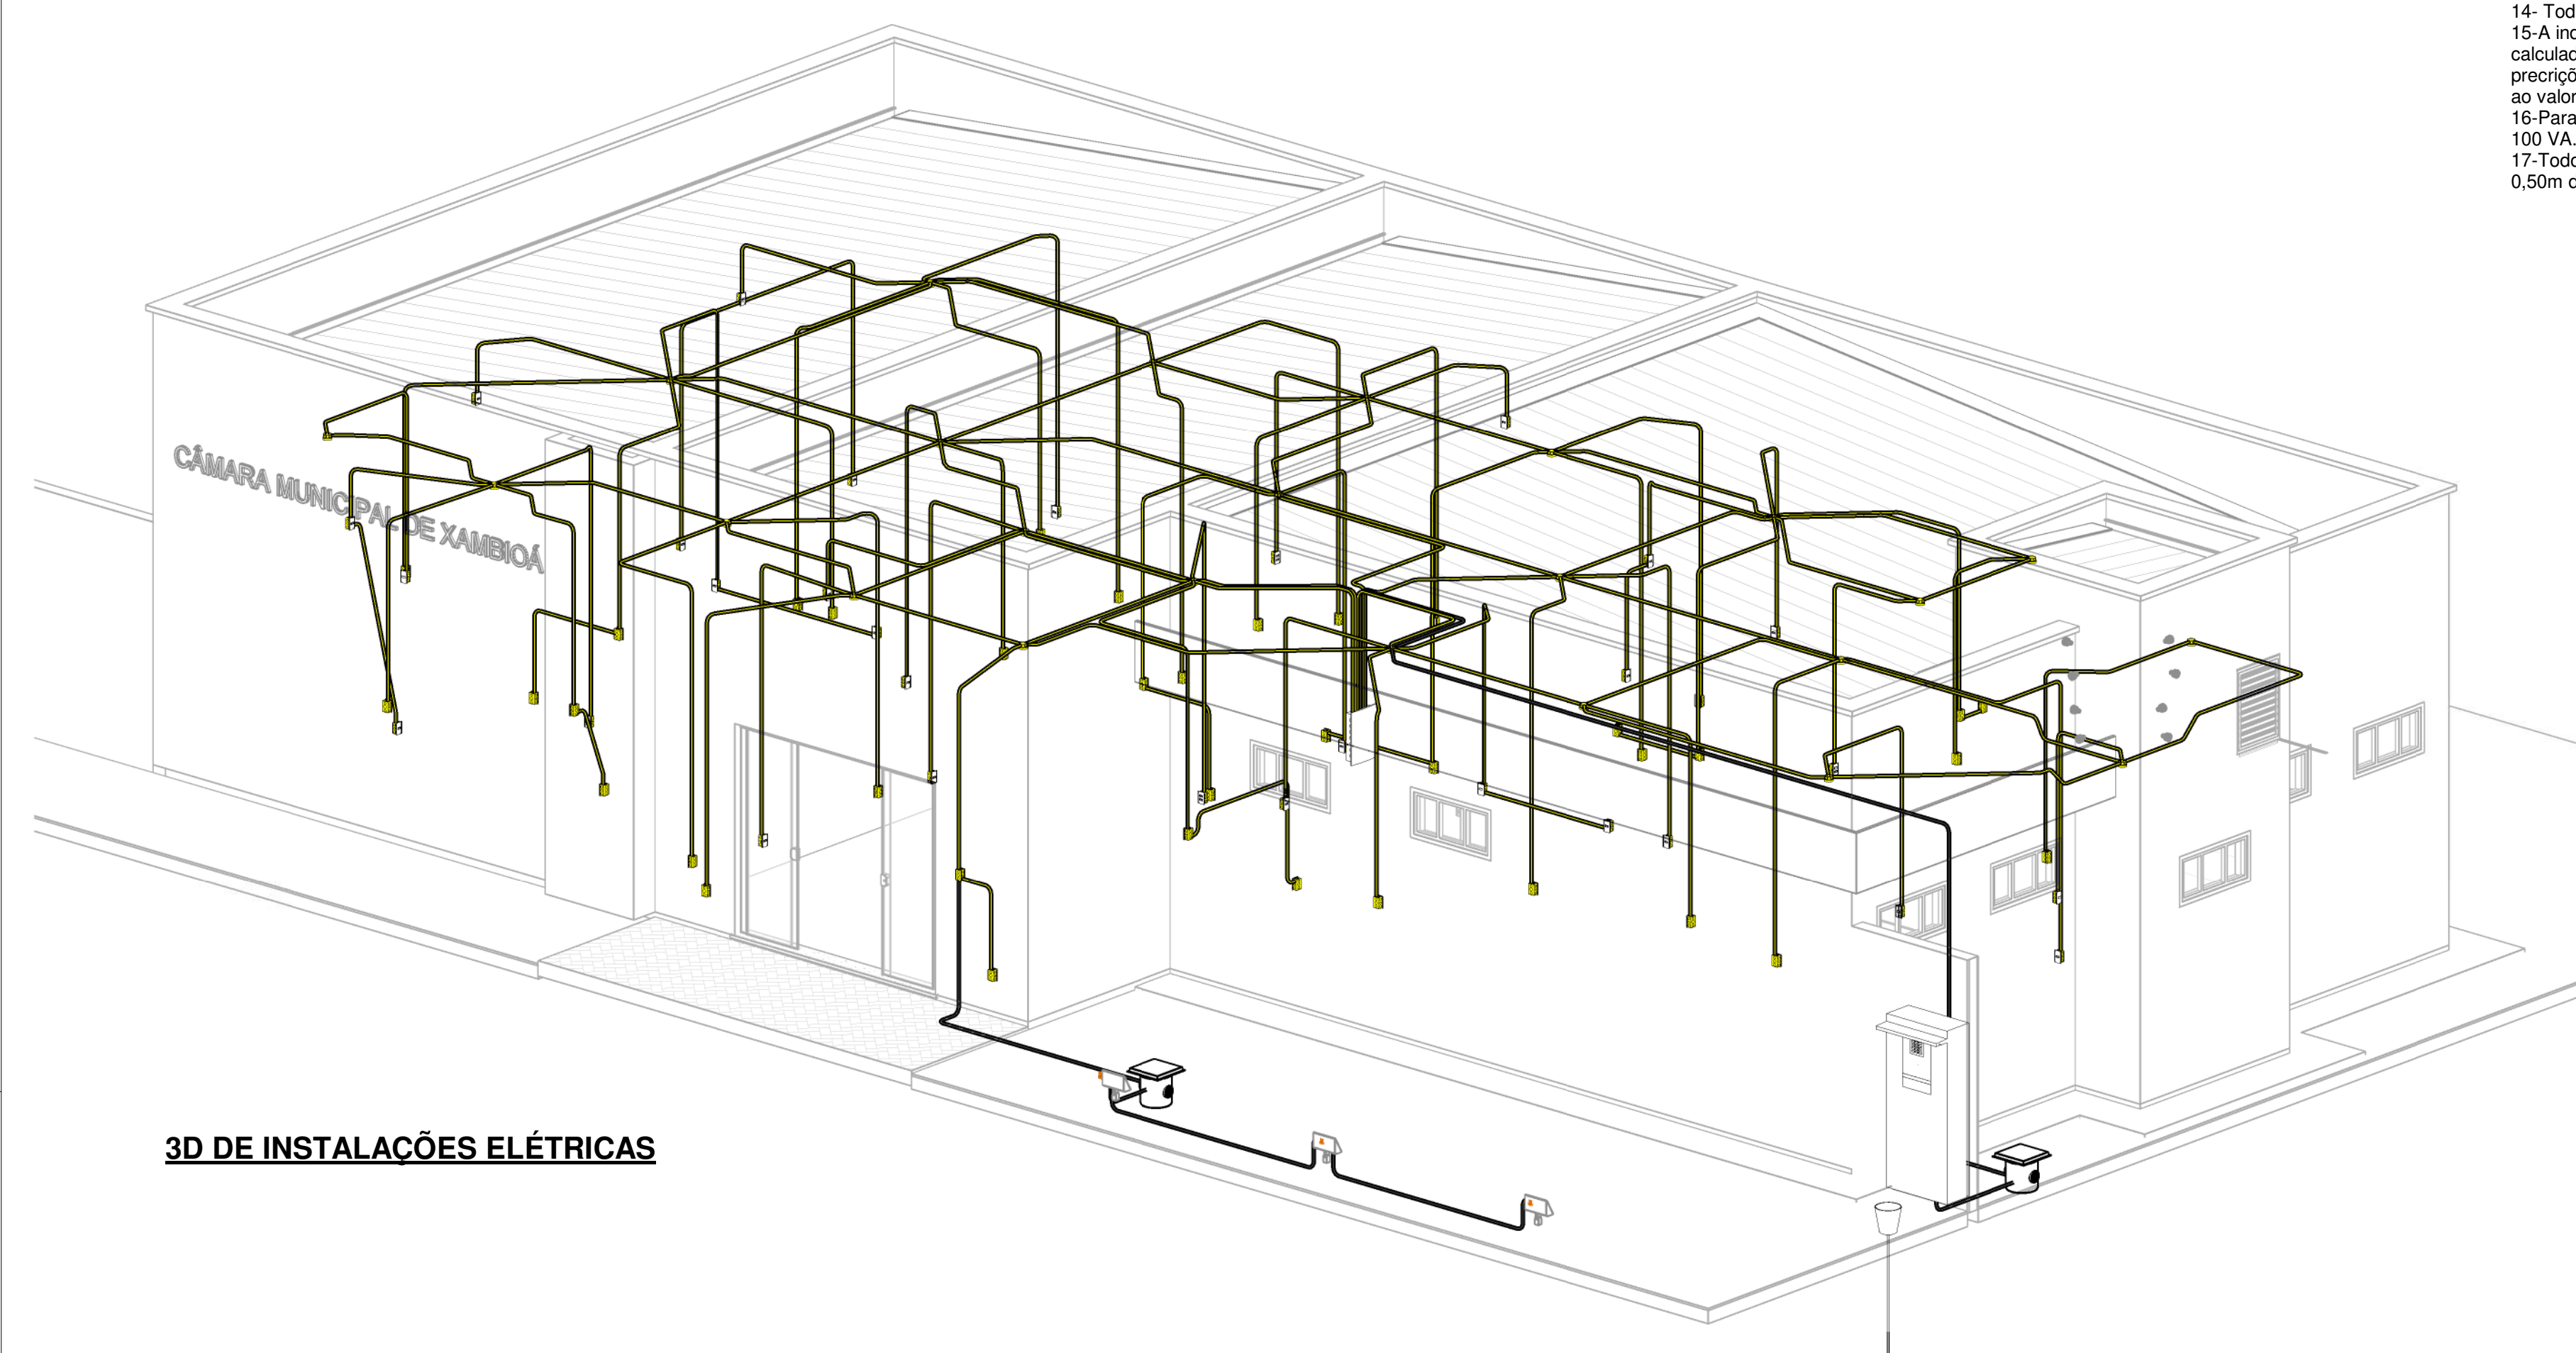 14- Tod
15-A ind
calculad
precriçõ
ao valor
16-Para
100 VA.
17-Todo
0,50m d
CÂMARA MUNICIPAL DE XAMBIOÁ
3D DE INSTALAÇÕES ELÉTRICAS